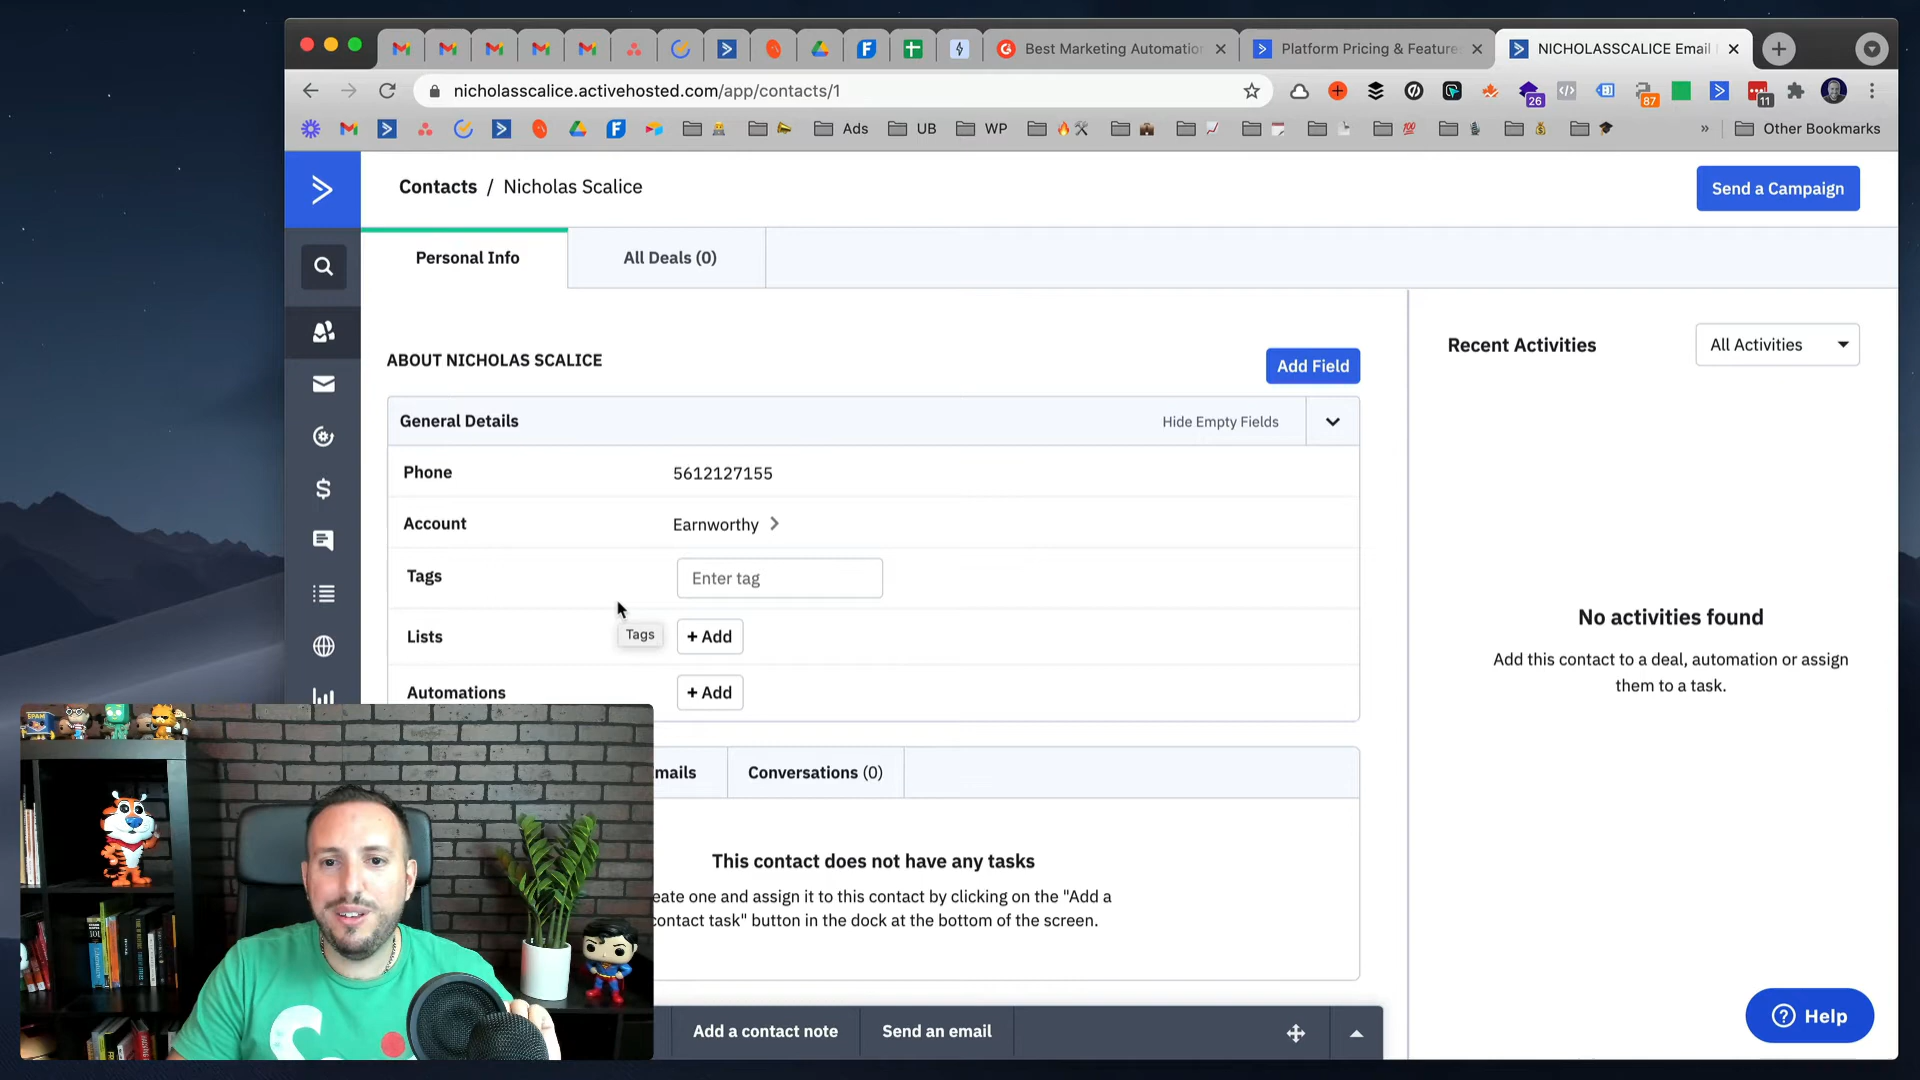 Best Marketing Automation
Platform Pricing & Feature
NICHOLASSCALICE Email
nicholasscalice.activehosted.com/app/contacts/1
26
87
11
Ads
UB
WP
»
Other Bookmarks
Contacts / Nicholas Scalice
Send a Campaign
Personal Info
All Deals (0)
ABOUT NICHOLAS SCALICE
Add Field
Recent Activities
All Activities
General Details
Hide Empty Fields
Phone
5612127155
Account
Earnworthy
Tags
Enter tag
Tags
Lists
+ Add
Automations
+ Add
No activities found
Add this contact to a deal, automation or assign
them to a task.
mails
Conversations (0)
This contact does not have any tasks
eate one and assign it to this contact by clicking on the "Add a
contact task" button in the dock at the bottom of the screen.
Add a contact note
Send an email
Help
SPAM